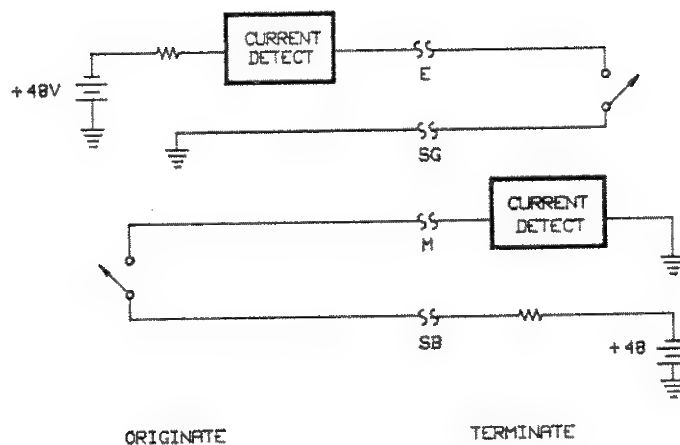 CURRENT
DETECT
+48V
E
SG
CURRENT
DETECT
M
SB
+48
ORIGINATE
TERMINATE